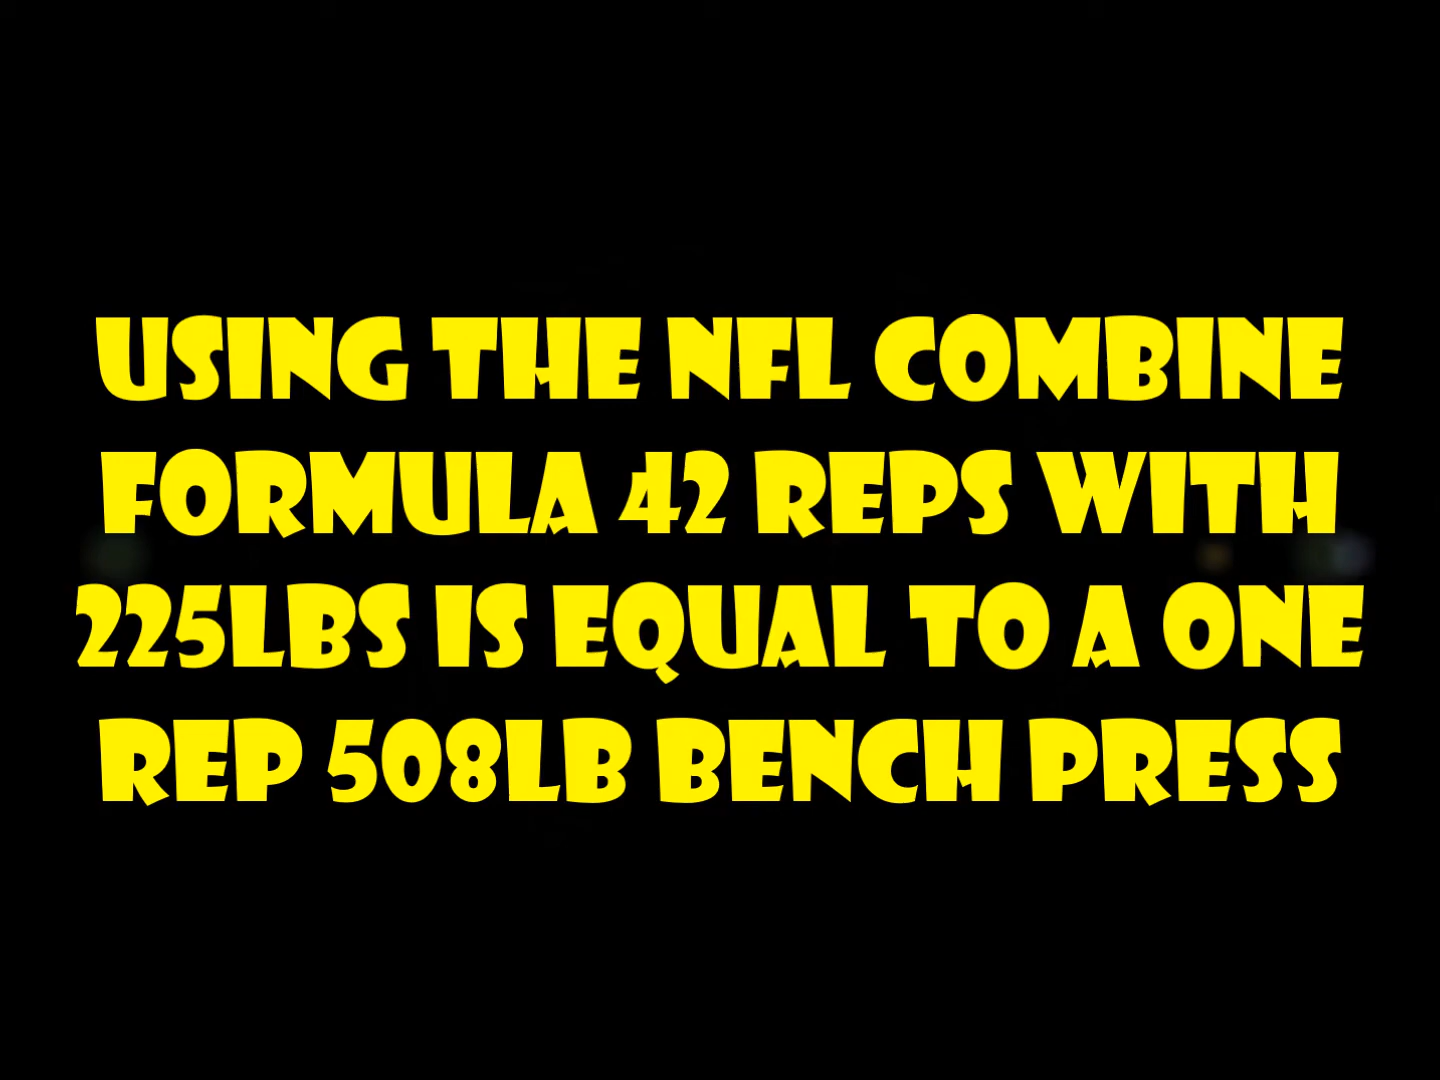 USING THE NFL COMBINE
FORMULA 42 REPS WITH
225LBS IS EQUAL TO A ONE
REP 508LB BENCH PRESS